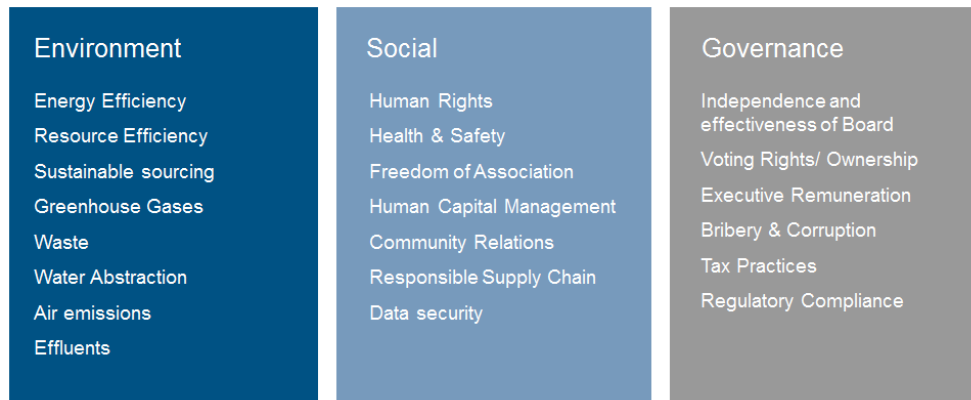 Environment
Energy Efficiency
Resource Efficiency
Sustainable sourcing
Greenhouse Gases
Waste
Water Abstraction
Air emissions
Effluents
Social
Human Rights
Health & Safety
Freedom of Association
Human Capital Management
Community Relations
Responsible Supply Chain
Data security
Governance
Independence and
effectiveness of Board
Voting Rights/ Ownership
Executive Remuneration
Bribery & Corruption
Tax Practices
Regulatory Compliance